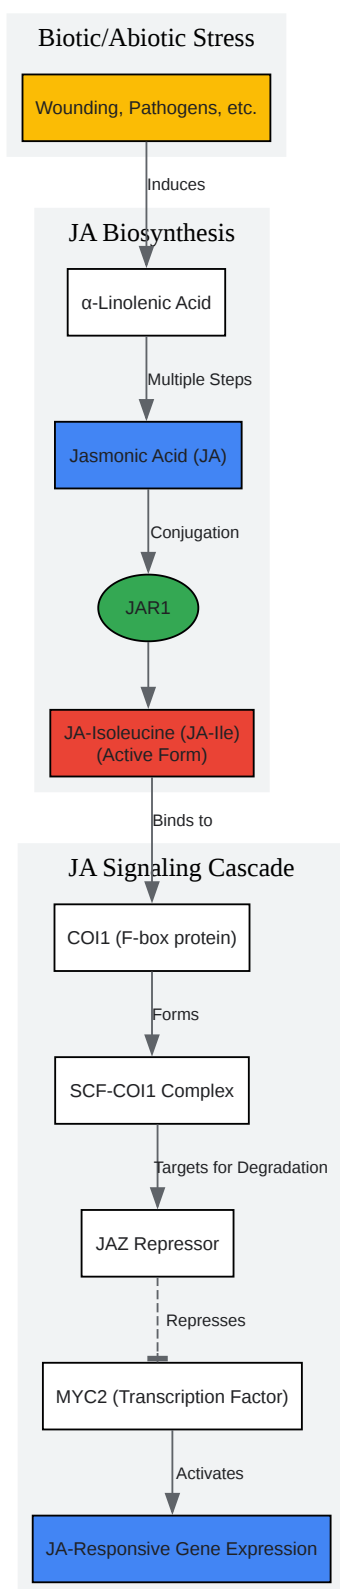 Biotic/Abiotic Stress
Wounding, Pathogens, etc.
Induces
JA Biosynthesis
α-Linolenic Acid
Multiple Steps
Jasmonic Acid (JA)
Conjugation
JAR1
JA-Isoleucine (JA-Ile)
(Active Form)
Binds to
JA Signaling Cascade
COI1 (F-box protein)
Forms
SCF-COI1 Complex
Targets for Degradation
JAZ Repressor
Represses
MYC2 (Transcription Factor)
Activates
JA-Responsive Gene Expression